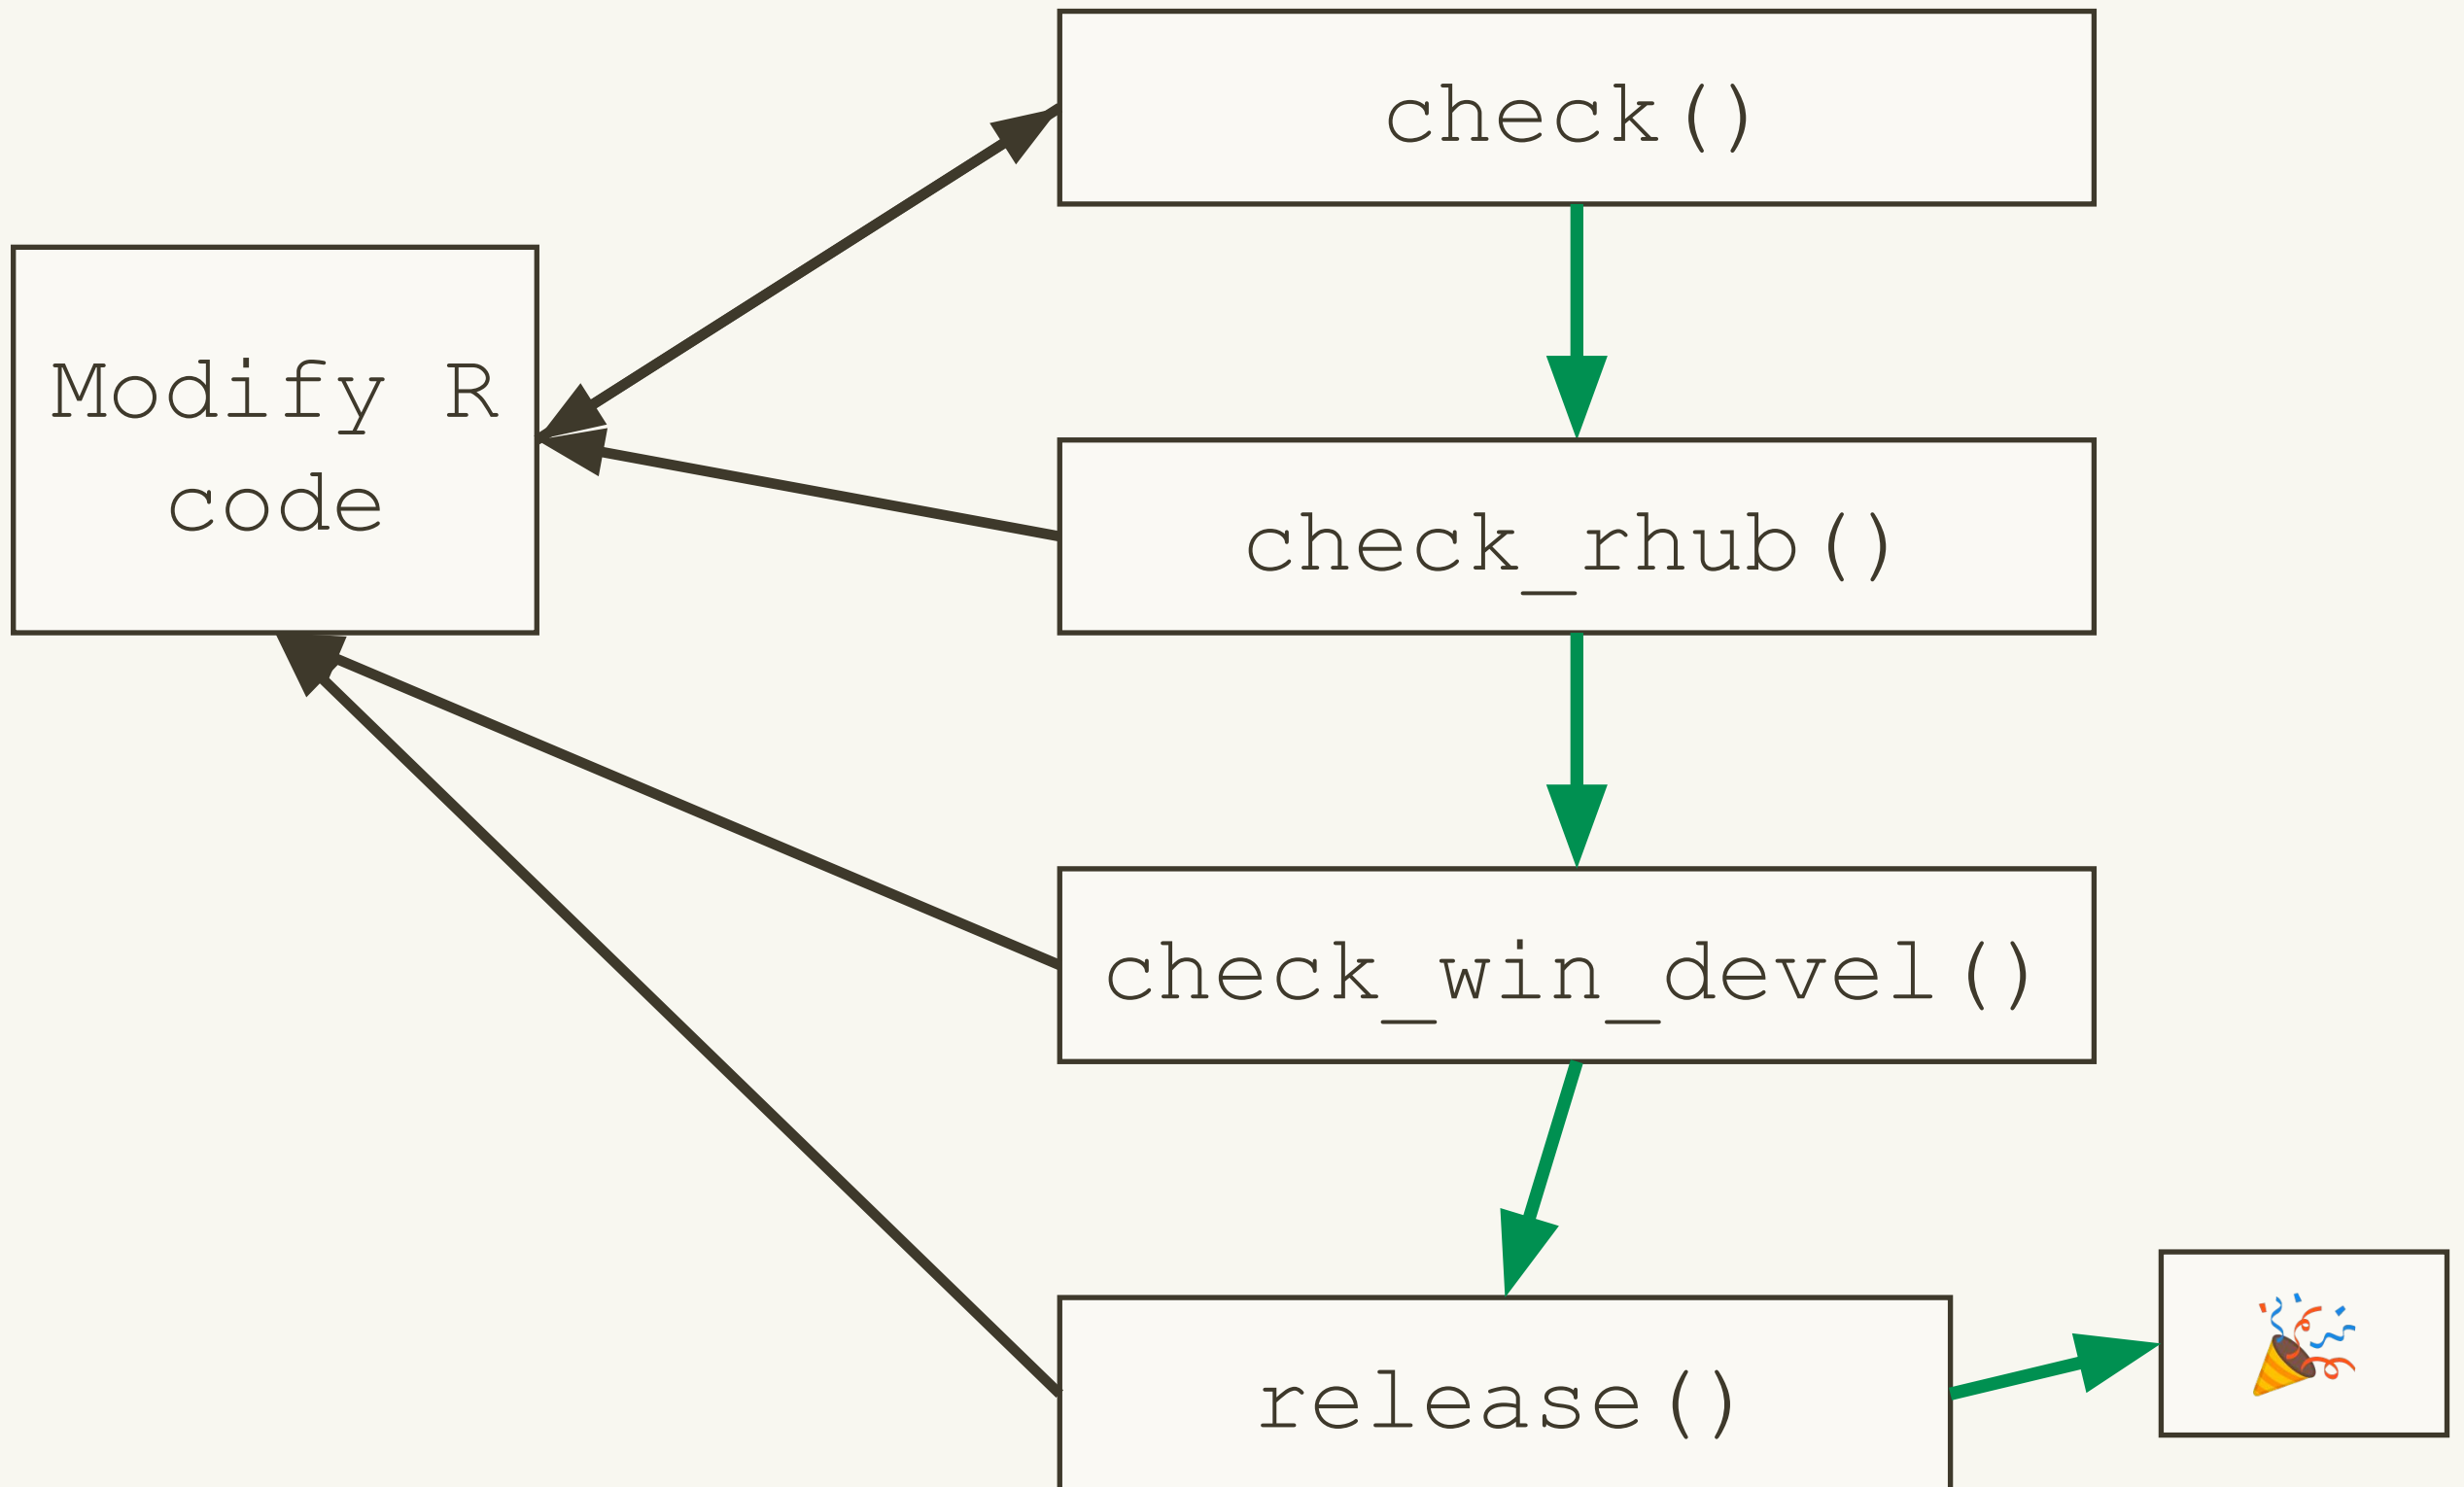 check()
Modify R
code
check_rhub()
check_win_devel()
release()
🎉